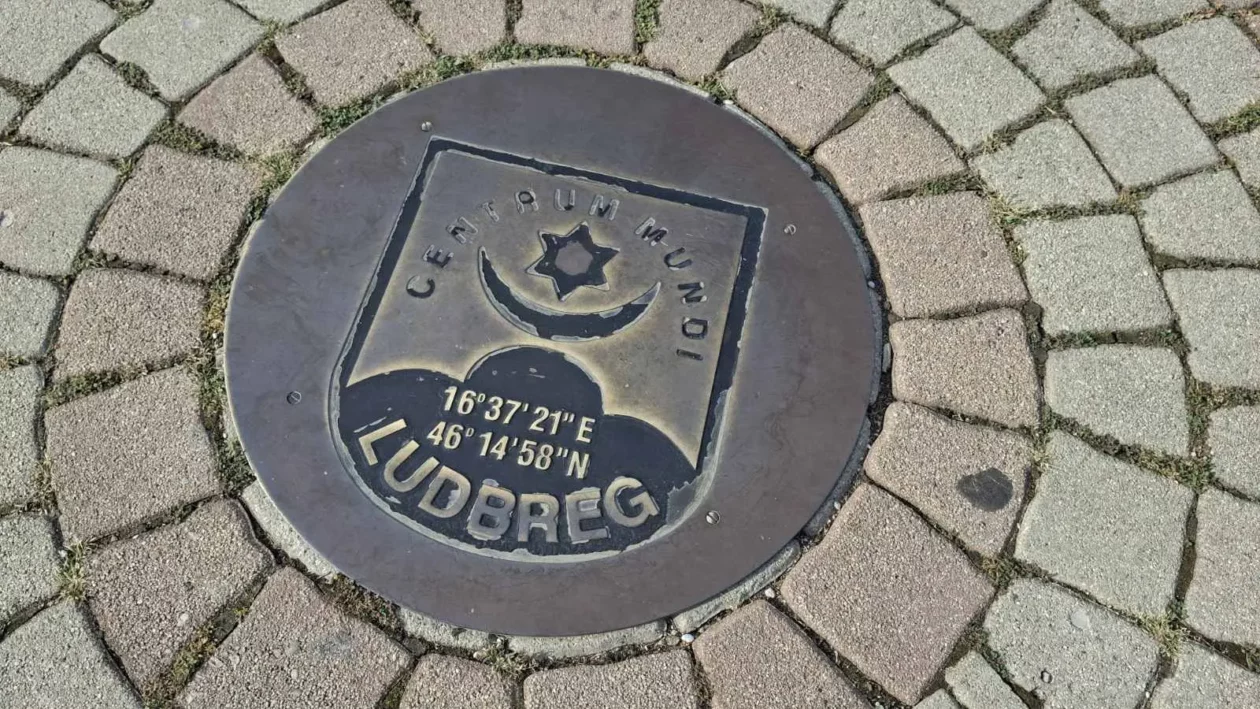 CENTRUM MUNDI
16°37'21"E
46°14'58"N
LUDBREG